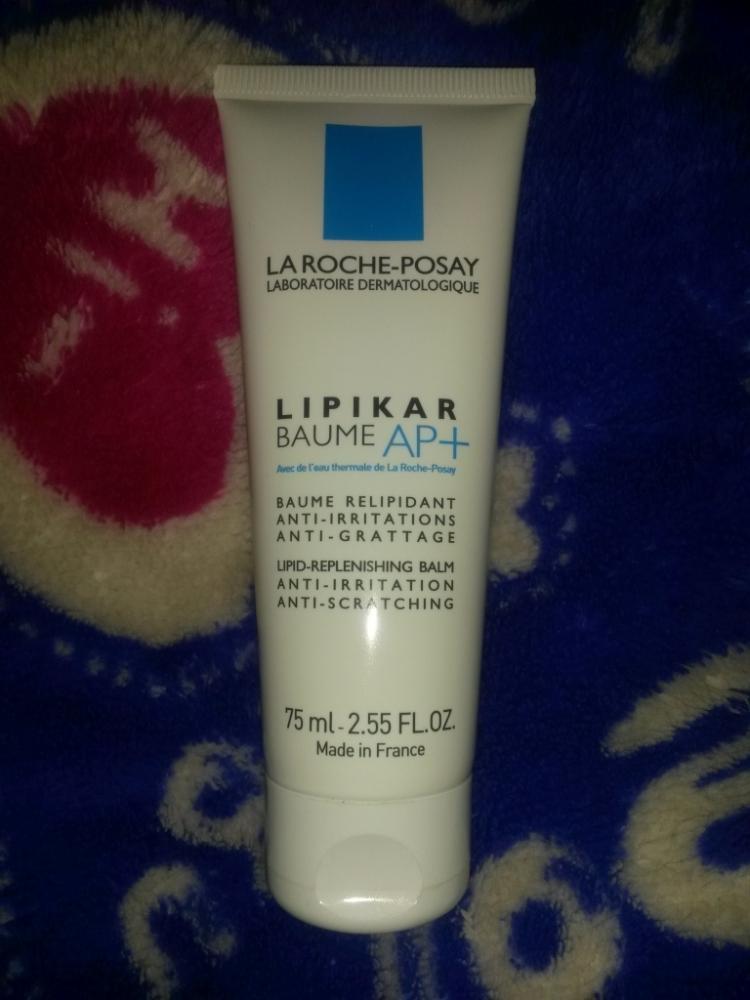 LA ROCHE-POSAY
LABORATOIRE DERMATOLOGIQUE
LIPIKAR
BAUME AP+
Avec de l'eau thermale de La Roche-Posay
BAUME RELIPIDANT
ANTI-IRRITATIONS
ANTI-GRATTAGE
LIPID-REPLENISHING BALM
ANTI-IRRITATION
ANTI-SCRATCHING
75 ml - 2.55 FL.OZ.
Made in France